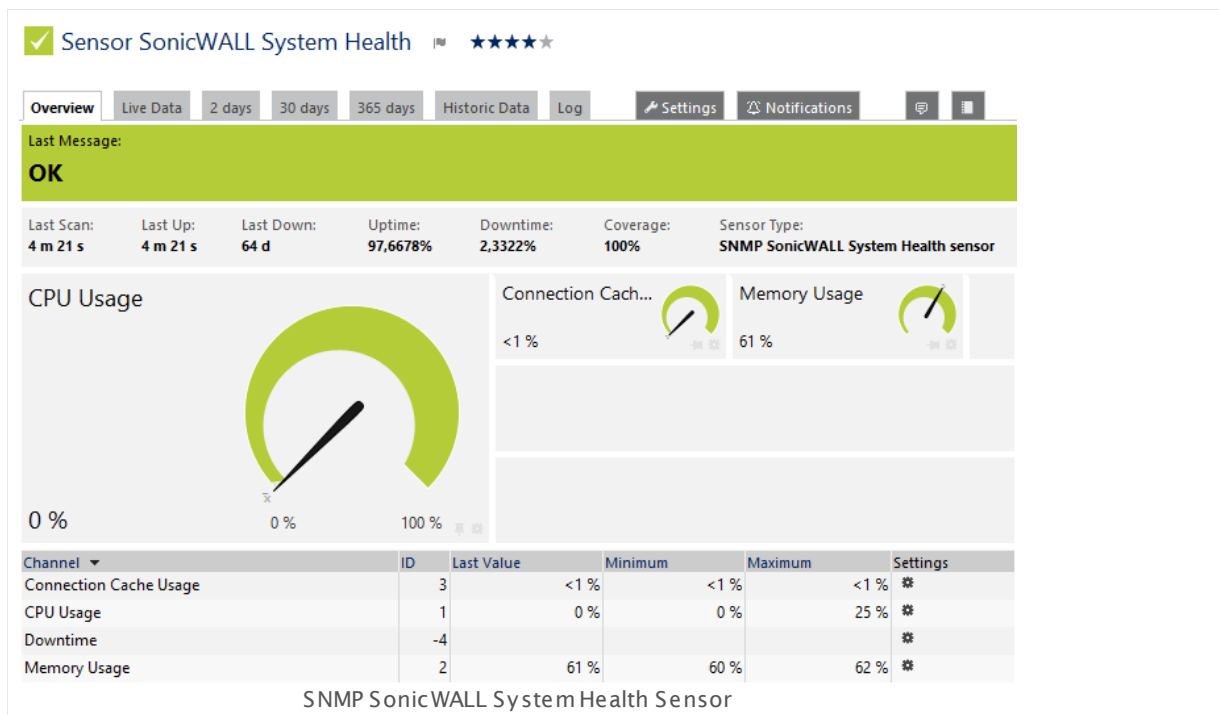 Sensor SonicWALL System Health
Overview Live Data 2 days 30 days 365 days Historic Data Log Settings Notifications
Last Message:
OK
Last Scan: Last Up: Last Down: Uptime: Downtime: Coverage: Sensor Type:
4 m 21 s 4 m 21 s 64 d 97,6678% 2,3322% 100% SNMP SonicWALL System Health sensor
CPU Usage
0 %
0 % 100 %
Connection Cach...
<1 %
Memory Usage
61 %
Channel ID Last Value Minimum Maximum Settings
Connection Cache Usage 3 <1 % <1 % <1 %
CPU Usage 1 0 % 0 % 25 %
Downtime -4
Memory Usage 2 61 % 60 % 62 %
SNMP SonicWALL System Health Sensor